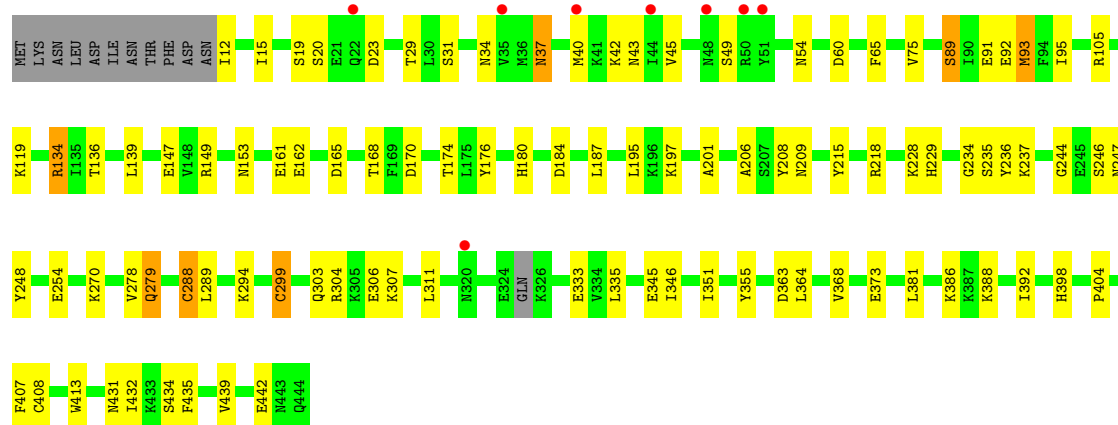 MET LYS ASN LEU ASP ILE ASN THR PHE ASP ASN I12 I15 S19 S20 E21 Q22 D23 T29 L30 S31 N34 V35 M36 N37 M40 K41 K42 N43 I44 V45 N48 S49 R50 Y51 N54 D60 F65 V75 S89 I90 E91 E92 M93 F94 I95 R105
K119 R134 I135 T136 L139 E147 V148 R149 N153 E161 E162 D165 T168 F169 D170 T174 L175 Y176 H180 D184 L187 L195 K196 K197 A201 A206 S207 Y208 N209 Y215 R218 K228 H229 G234 S235 Y236 K237 G244 E245 S246 N247
Y248 E254 K270 V278 Q279 C288 L289 K294 C299 Q303 R304 K305 E306 K307 L311 N320 E324 GLN K326 E333 V334 L335 E345 I346 I351 Y355 D363 L364 V368 E373 L381 K386 K387 K388 I392 H398 P404
F407 C408 W413 N431 I432 K433 S434 F435 V439 E442 N443 Q444